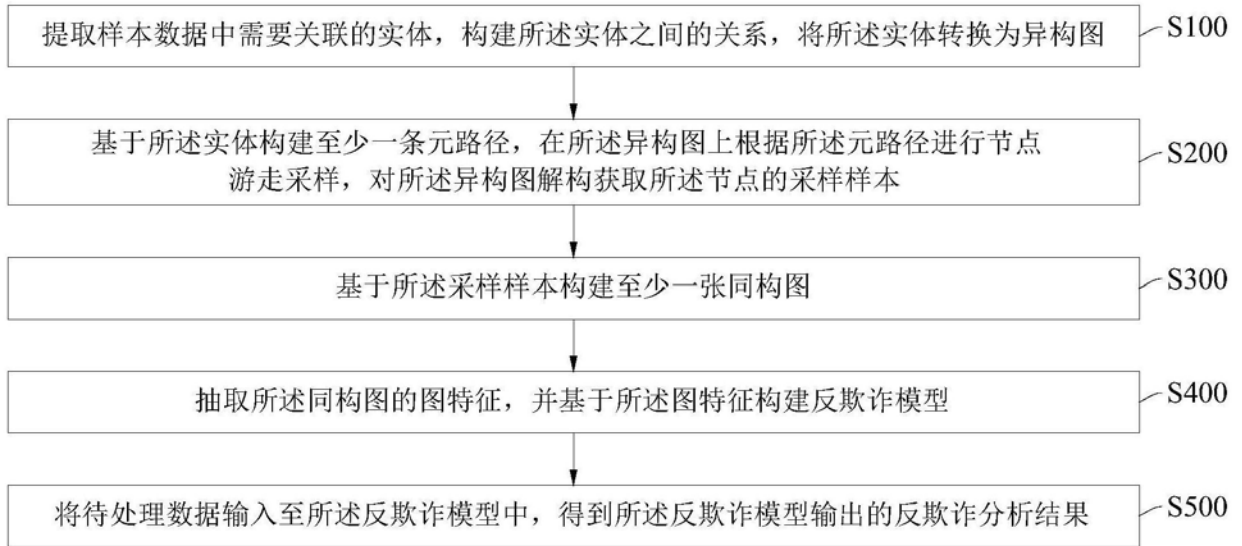 提取样本数据中需要关联的实体，构建所述实体之间的关系，将所述实体转换为异构图
S100
基于所述实体构建至少一条元路径，在所述异构图上根据所述元路径进行节点
游走采样，对所述异构图解构获取所述节点的采样样本
S200
基于所述采样样本构建至少一张同构图
S300
抽取所述同构图的图特征，并基于所述图特征构建反欺诈模型
S400
将待处理数据输入至所述反欺诈模型中，得到所述反欺诈模型输出的反欺诈分析结果
S500